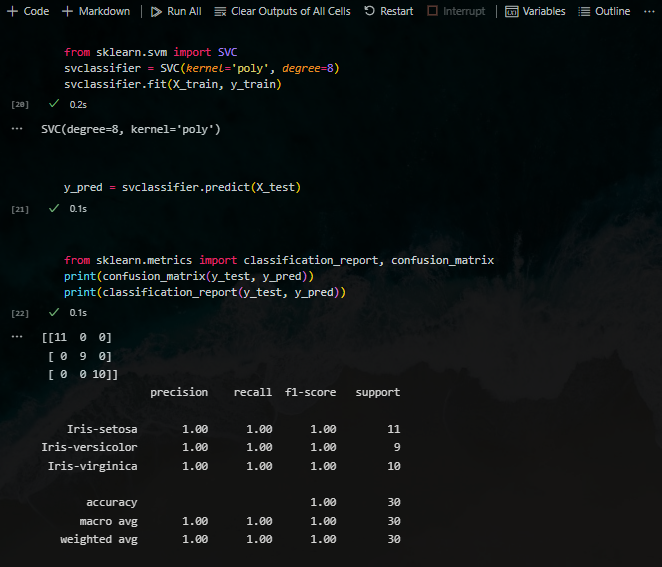 + Code + Markdown Run All Clear Outputs of All Cells Restart Interrupt Variables Outline ...
from sklearn.svm import SVC
svclassifier = SVC(kernel='poly', degree=8)
svclassifier.fit(X_train, y_train)
[20] ✓ 0.2s
... SVC(degree=8, kernel='poly')
y_pred = svclassifier.predict(X_test)
[21] ✓ 0.1s
from sklearn.metrics import classification_report, confusion_matrix
print(confusion_matrix(y_test, y_pred))
print(classification_report(y_test, y_pred))
[22] ✓ 0.1s
... [[11  0  0]
 [ 0  9  0]
 [ 0  0 10]]
precision recall f1-score support
Iris-setosa 1.00 1.00 1.00 11
Iris-versicolor 1.00 1.00 1.00 9
Iris-virginica 1.00 1.00 1.00 10
accuracy 1.00 30
macro avg 1.00 1.00 1.00 30
weighted avg 1.00 1.00 1.00 30